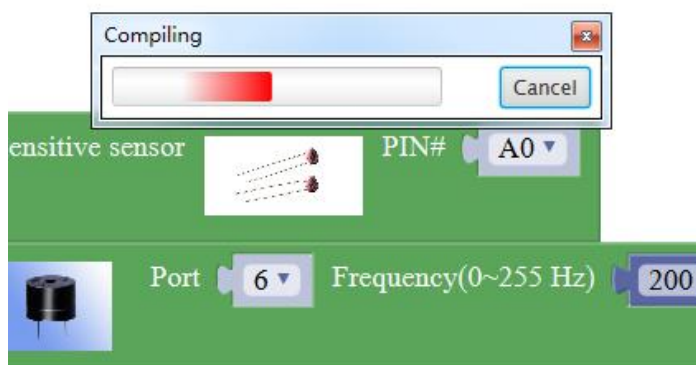 Compiling
Cancel
ensitive sensor PIN# A0
Port 6 Frequency(0~255 Hz) 200